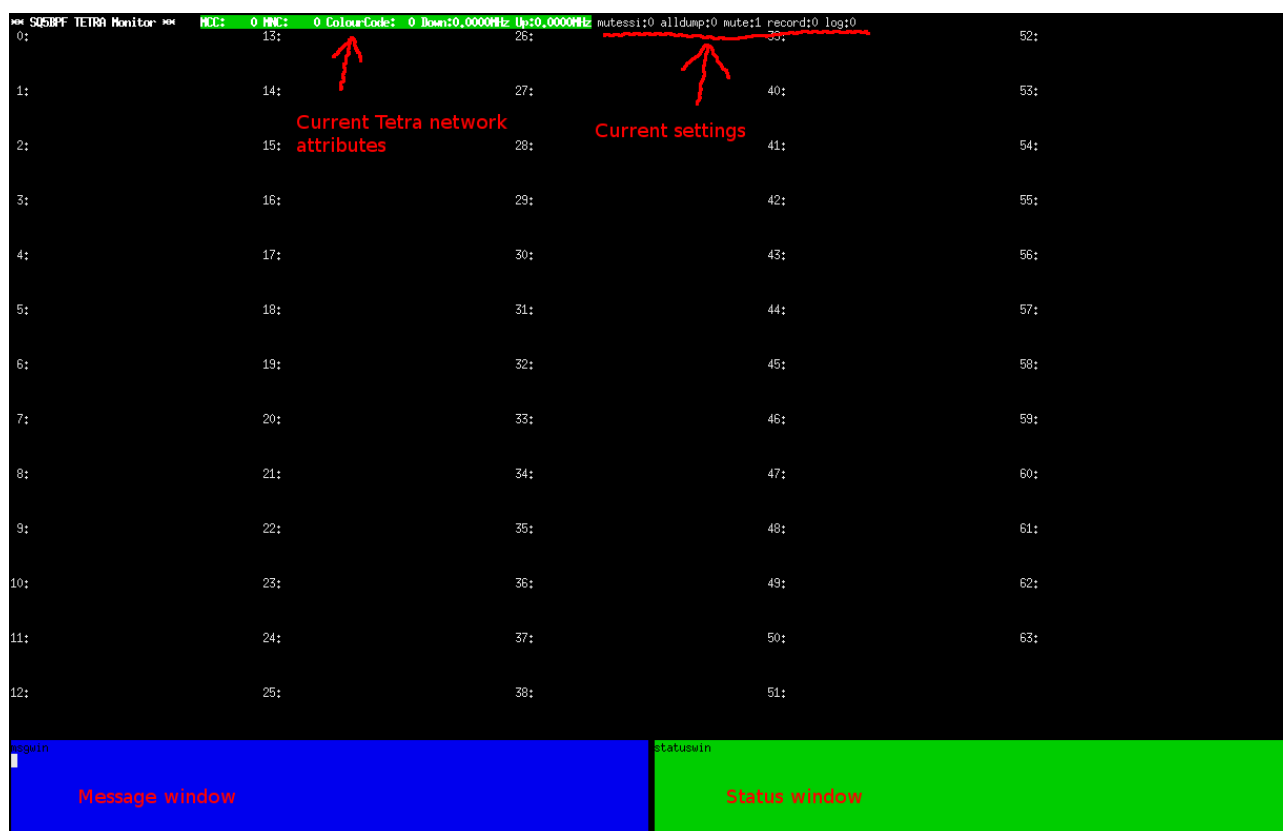 ** SQ5BPF TETRA Monitor ** MCC: 0 MNC: 0 ColourCode: 0 Down:0.0000MHz Up:0.0000MHz mutessi:0 alldump:0 mute:1 record:0 log:0
0: 13: 26: 39: 52:
1: 14: 27: 40: 53:
Current Tetra network attributes
Current settings
2: 15: 28: 41: 54:
3: 16: 29: 42: 55:
4: 17: 30: 43: 56:
5: 18: 31: 44: 57:
6: 19: 32: 45: 58:
7: 20: 33: 46: 59:
8: 21: 34: 47: 60:
9: 22: 35: 48: 61:
10: 23: 36: 49: 62:
11: 24: 37: 50: 63:
12: 25: 38: 51:
msgwin statuswin
Message window Status window